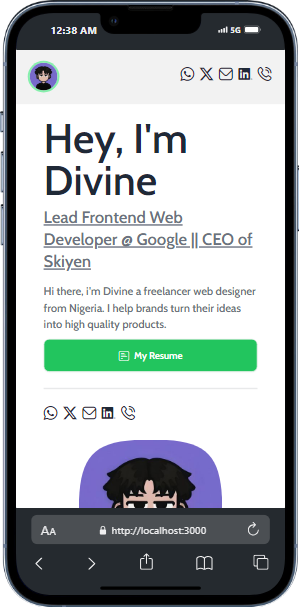 12:38 AM
5G
Hey, I'm
Divine
Lead Frontend Web
Developer @ Google || CEO of
Skiyen
Hi there, i'm Divine a freelancer web designer
from Nigeria. I help brands turn their ideas
into high quality products.
My Resume
AA
http://localhost:3000